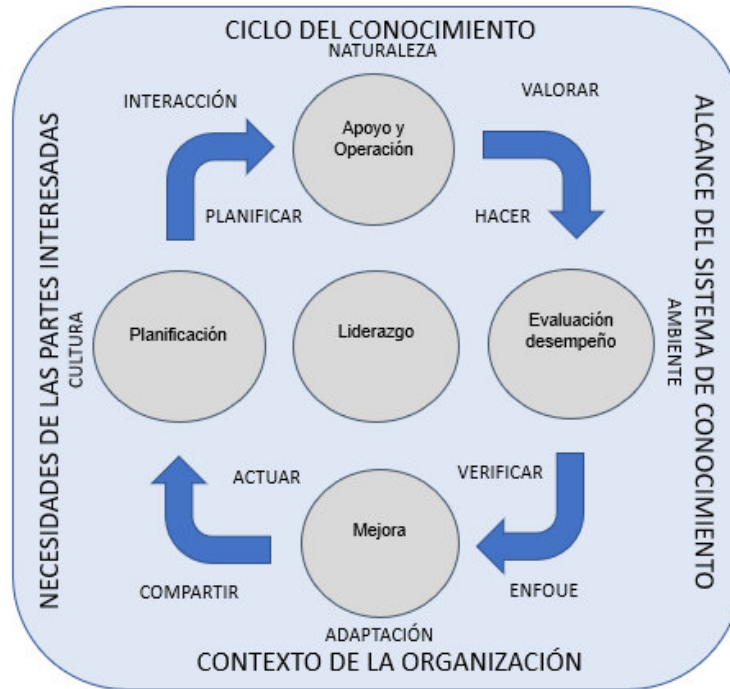 CICLO DEL CONOCIMIENTO
NATURALEZA
INTERACCIÓN
VALORAR
Apoyo y
Operación
PLANIFICAR
HACER
NECESIDADES DE LAS PARTES INTERESADAS
CULTURA
Planificación
Liderazgo
Evaluación
desempeño
AMBIENTE
ALCANCE DEL SISTEMA DE CONOCIMIENTO
ACTUAR
VERIFICAR
Mejora
COMPARTIR
ENFOUE
ADAPTACIÓN
CONTEXTO DE LA ORGANIZACIÓN